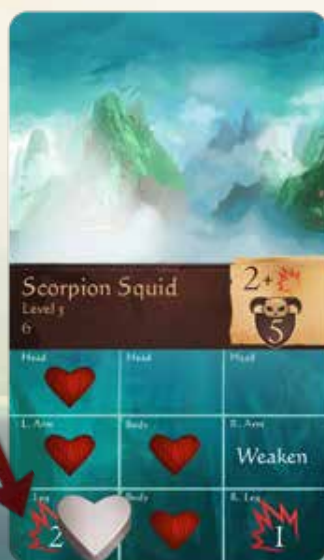 Scorpion Squid
2+
Level 3
6
5
Head
Head
Head
L. Arm
Body
R. Arm
Weaken
Leg
Body
R. Leg
2
1